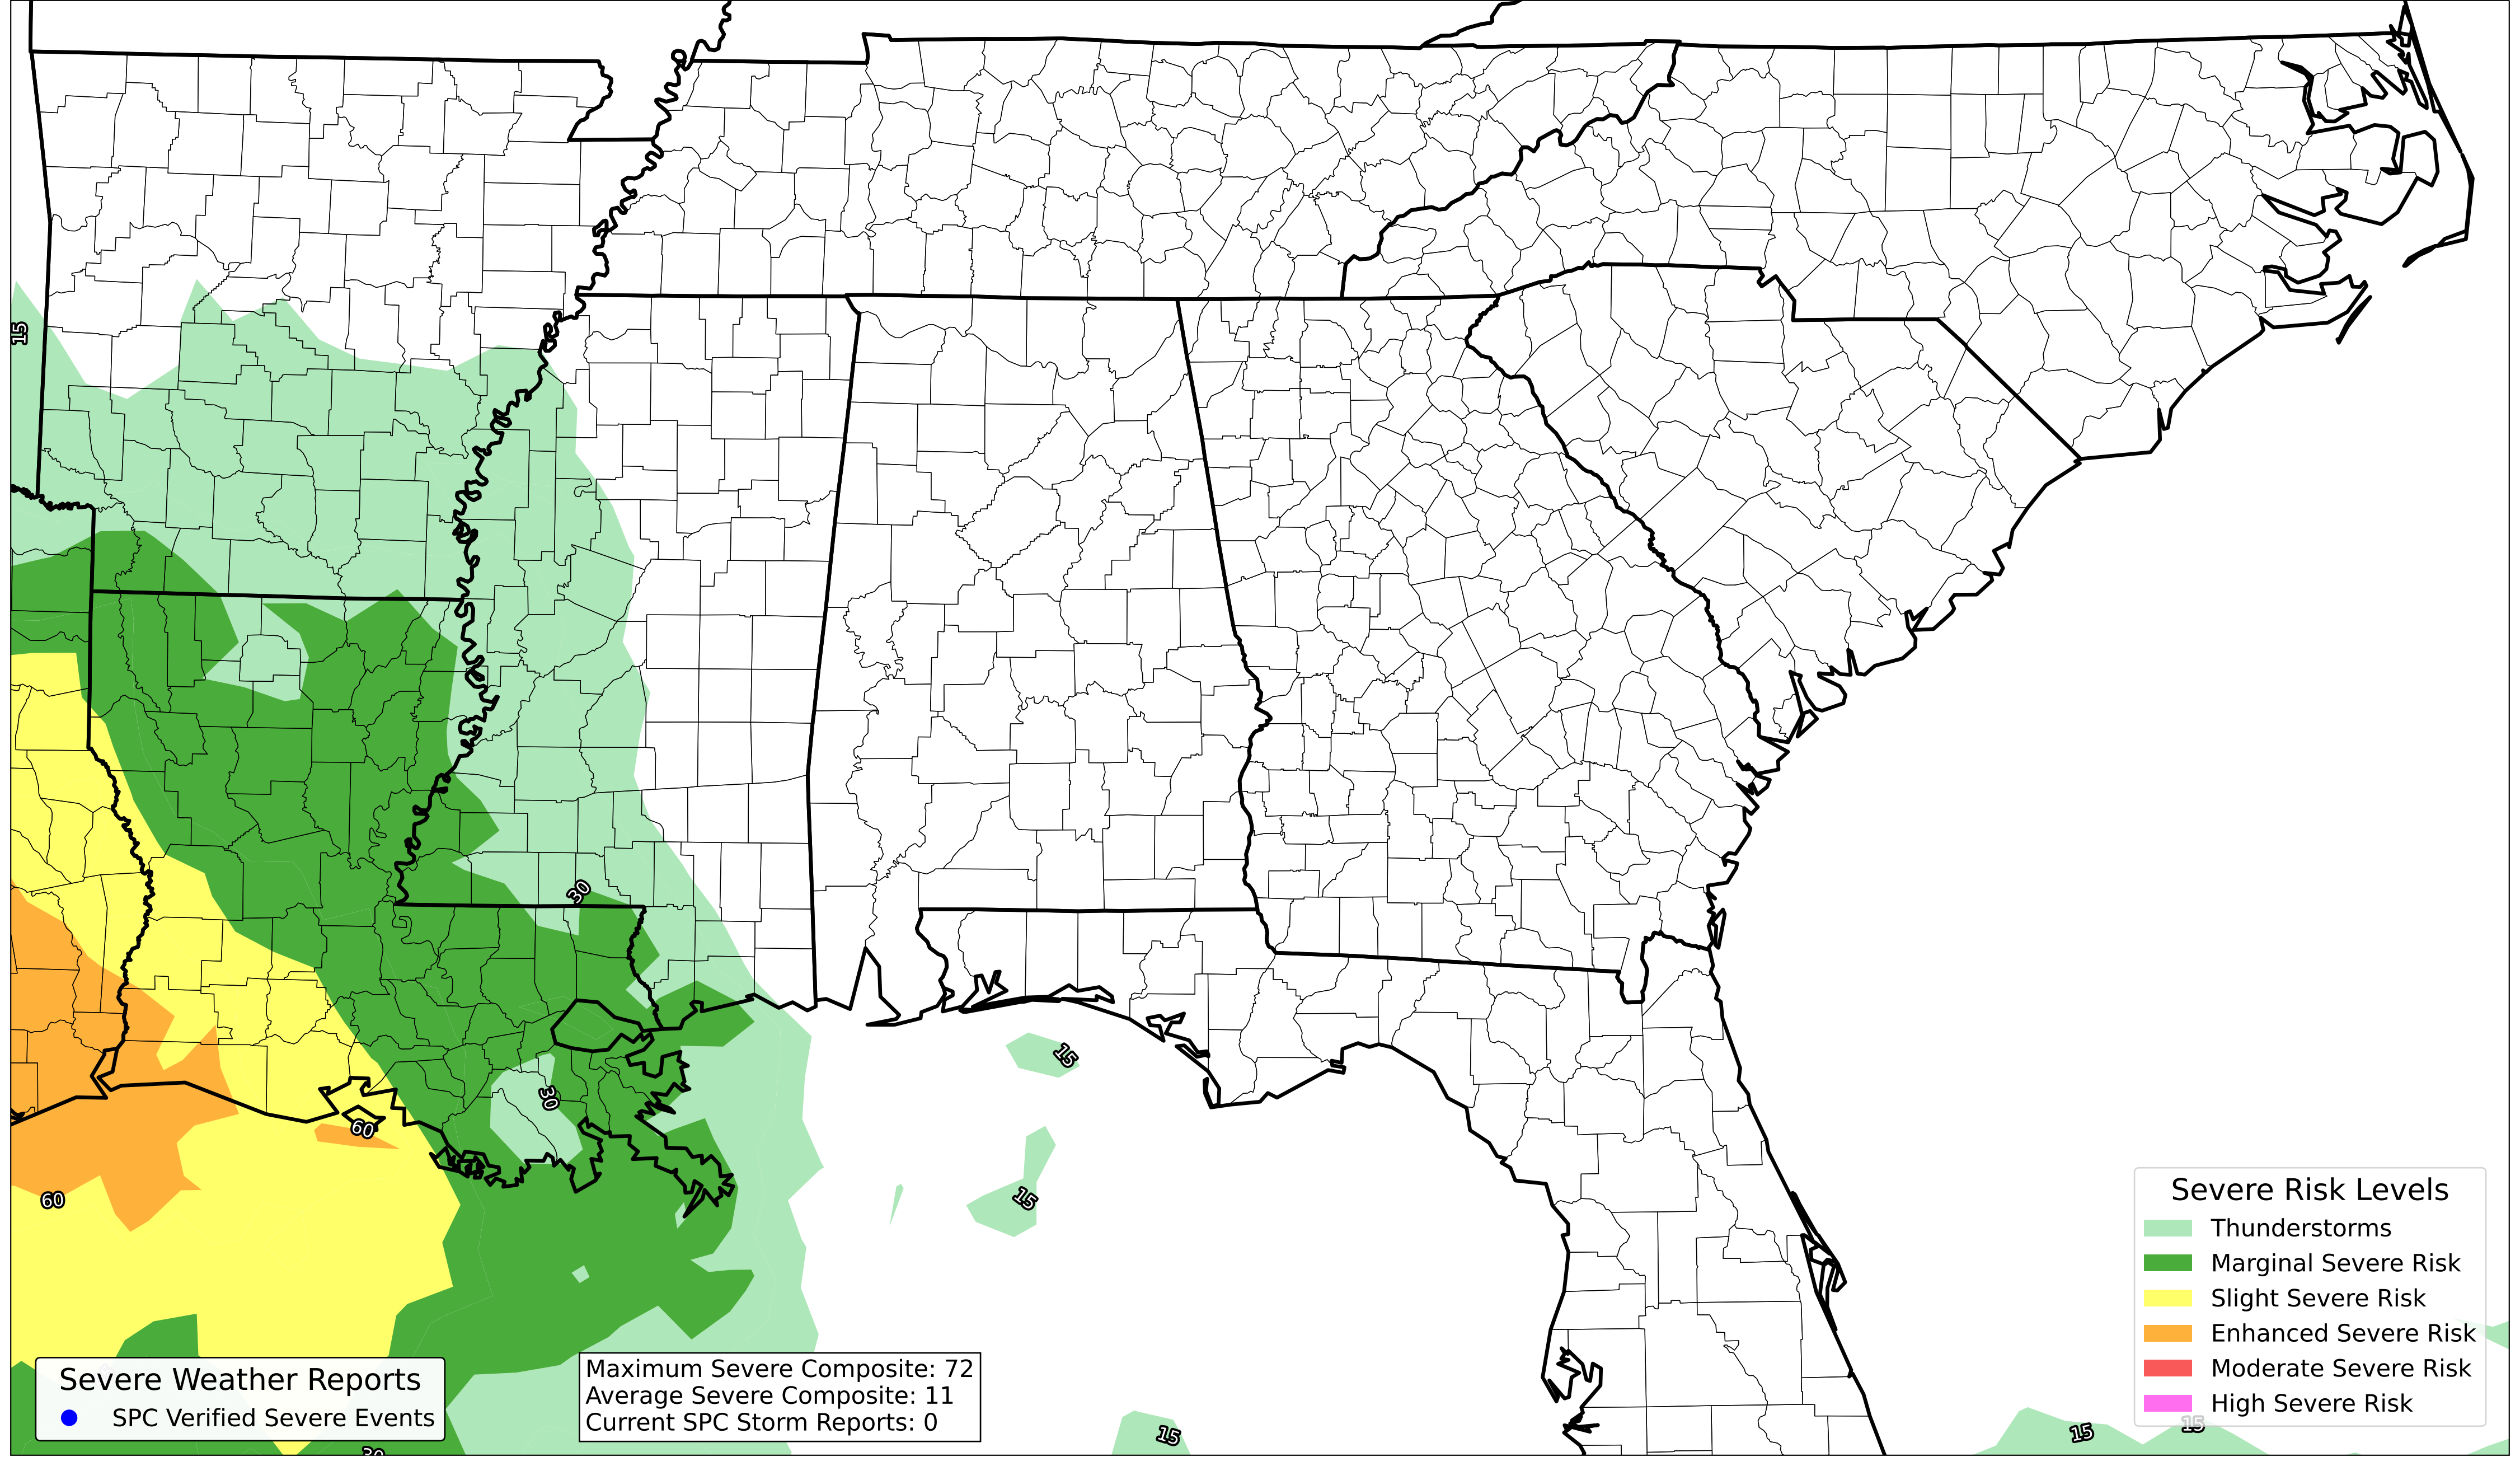 15
30
15
30
60
15
60
Severe Risk Levels
Thunderstorms
Marginal Severe Risk
Slight Severe Risk
Enhanced Severe Risk
Moderate Severe Risk
High Severe Risk
Severe Weather Reports
SPC Verified Severe Events
Maximum Severe Composite: 72
Average Severe Composite: 11
Current SPC Storm Reports: 0
15
15
15
30